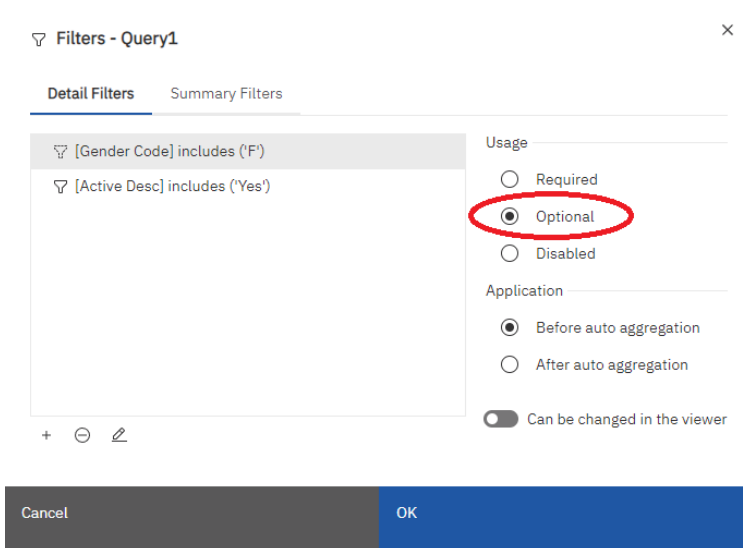 Filters - Query1
Detail Filters Summary Filters
[Gender Code] includes ('F')
[Active Desc] includes ('Yes')
Usage
Required
Optional
Disabled
Application
Before auto aggregation
After auto aggregation
Can be changed in the viewer
Cancel OK